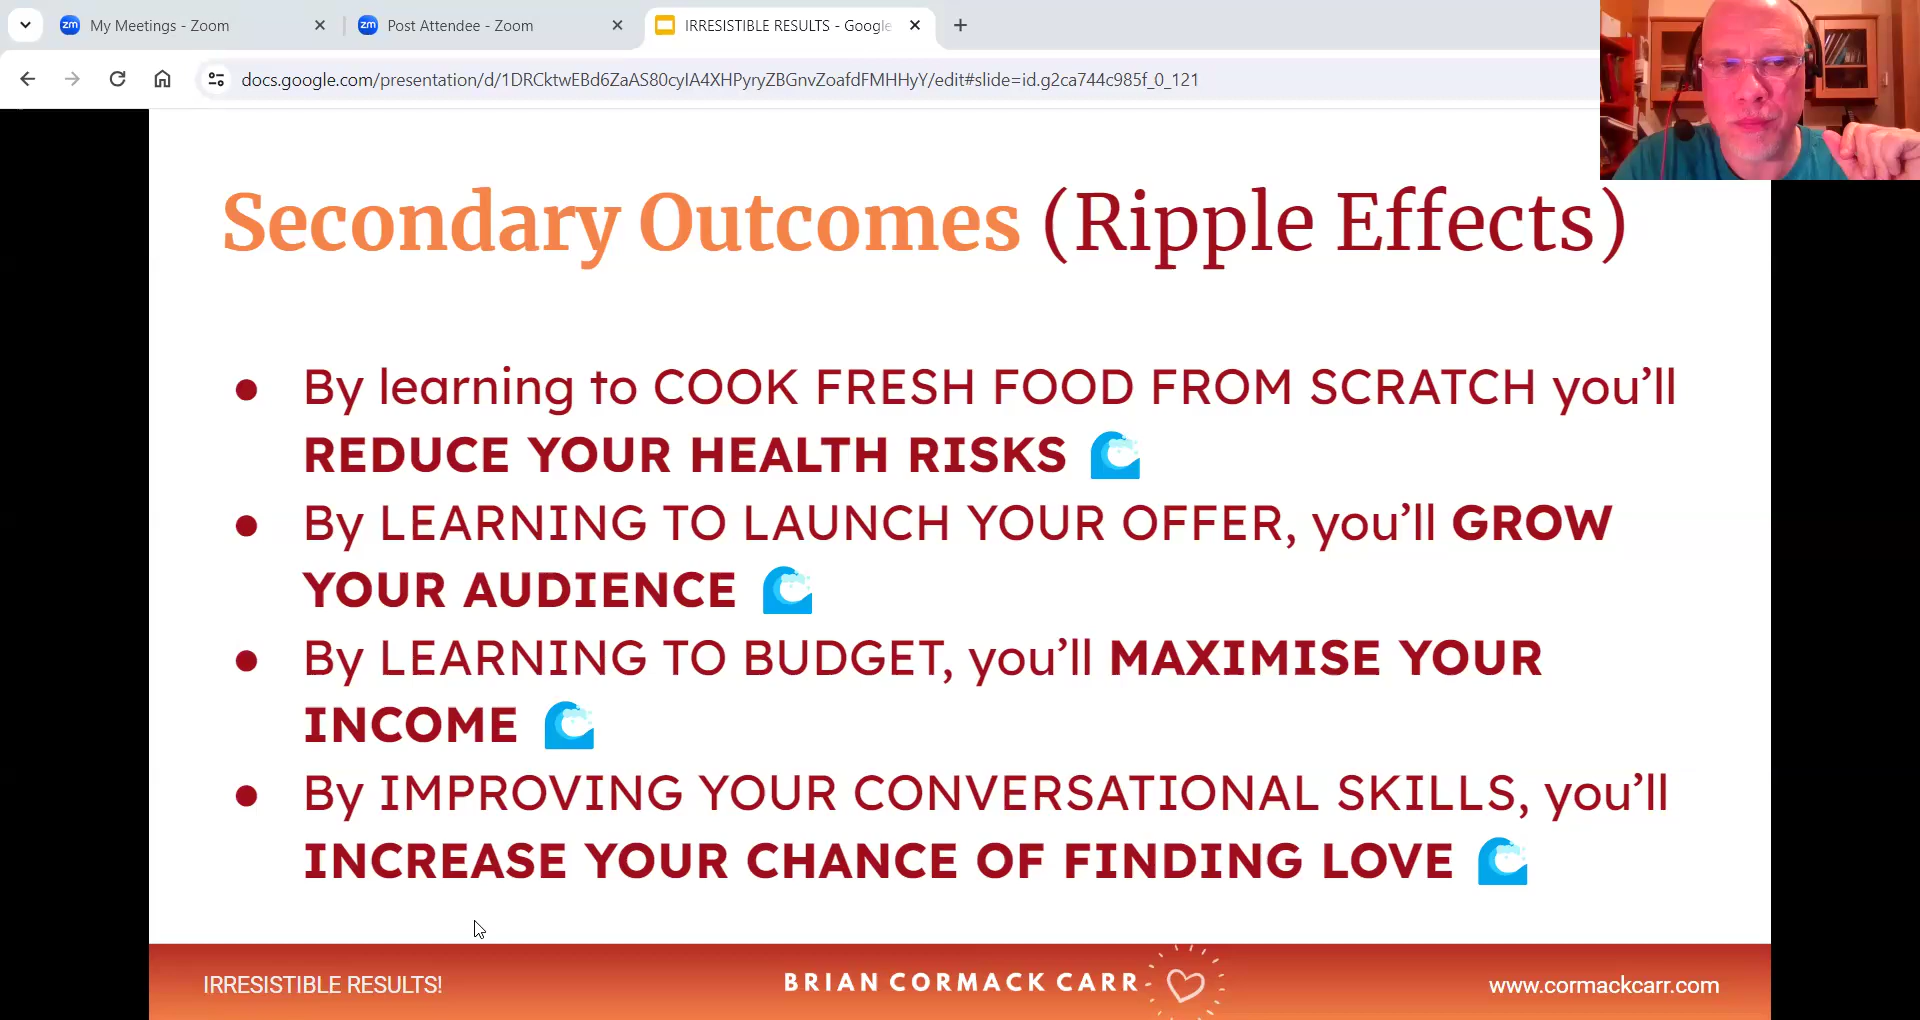 zm My Meetings - Zoom
zm Post Attendee - Zoom
IRRESISTIBLE RESULTS - Google
docs.google.com/presentation/d/1DRCktwEBd6ZaAS80cyIA4XHPyryZBGnvZoafdFMHHyY/edit#slide=id.g2ca744c985f_0_121
Secondary Outcomes (Ripple Effects)
● By learning to COOK FRESH FOOD FROM SCRATCH you’ll
REDUCE YOUR HEALTH RISKS 🌊
● By LEARNING TO LAUNCH YOUR OFFER, you’ll GROW
YOUR AUDIENCE 🌊
● By LEARNING TO BUDGET, you’ll MAXIMISE YOUR
INCOME 🌊
● By IMPROVING YOUR CONVERSATIONAL SKILLS, you’ll
INCREASE YOUR CHANCE OF FINDING LOVE 🌊
IRRESISTIBLE RESULTS!
BRIAN CORMACK CARR
www.cormackcarr.com